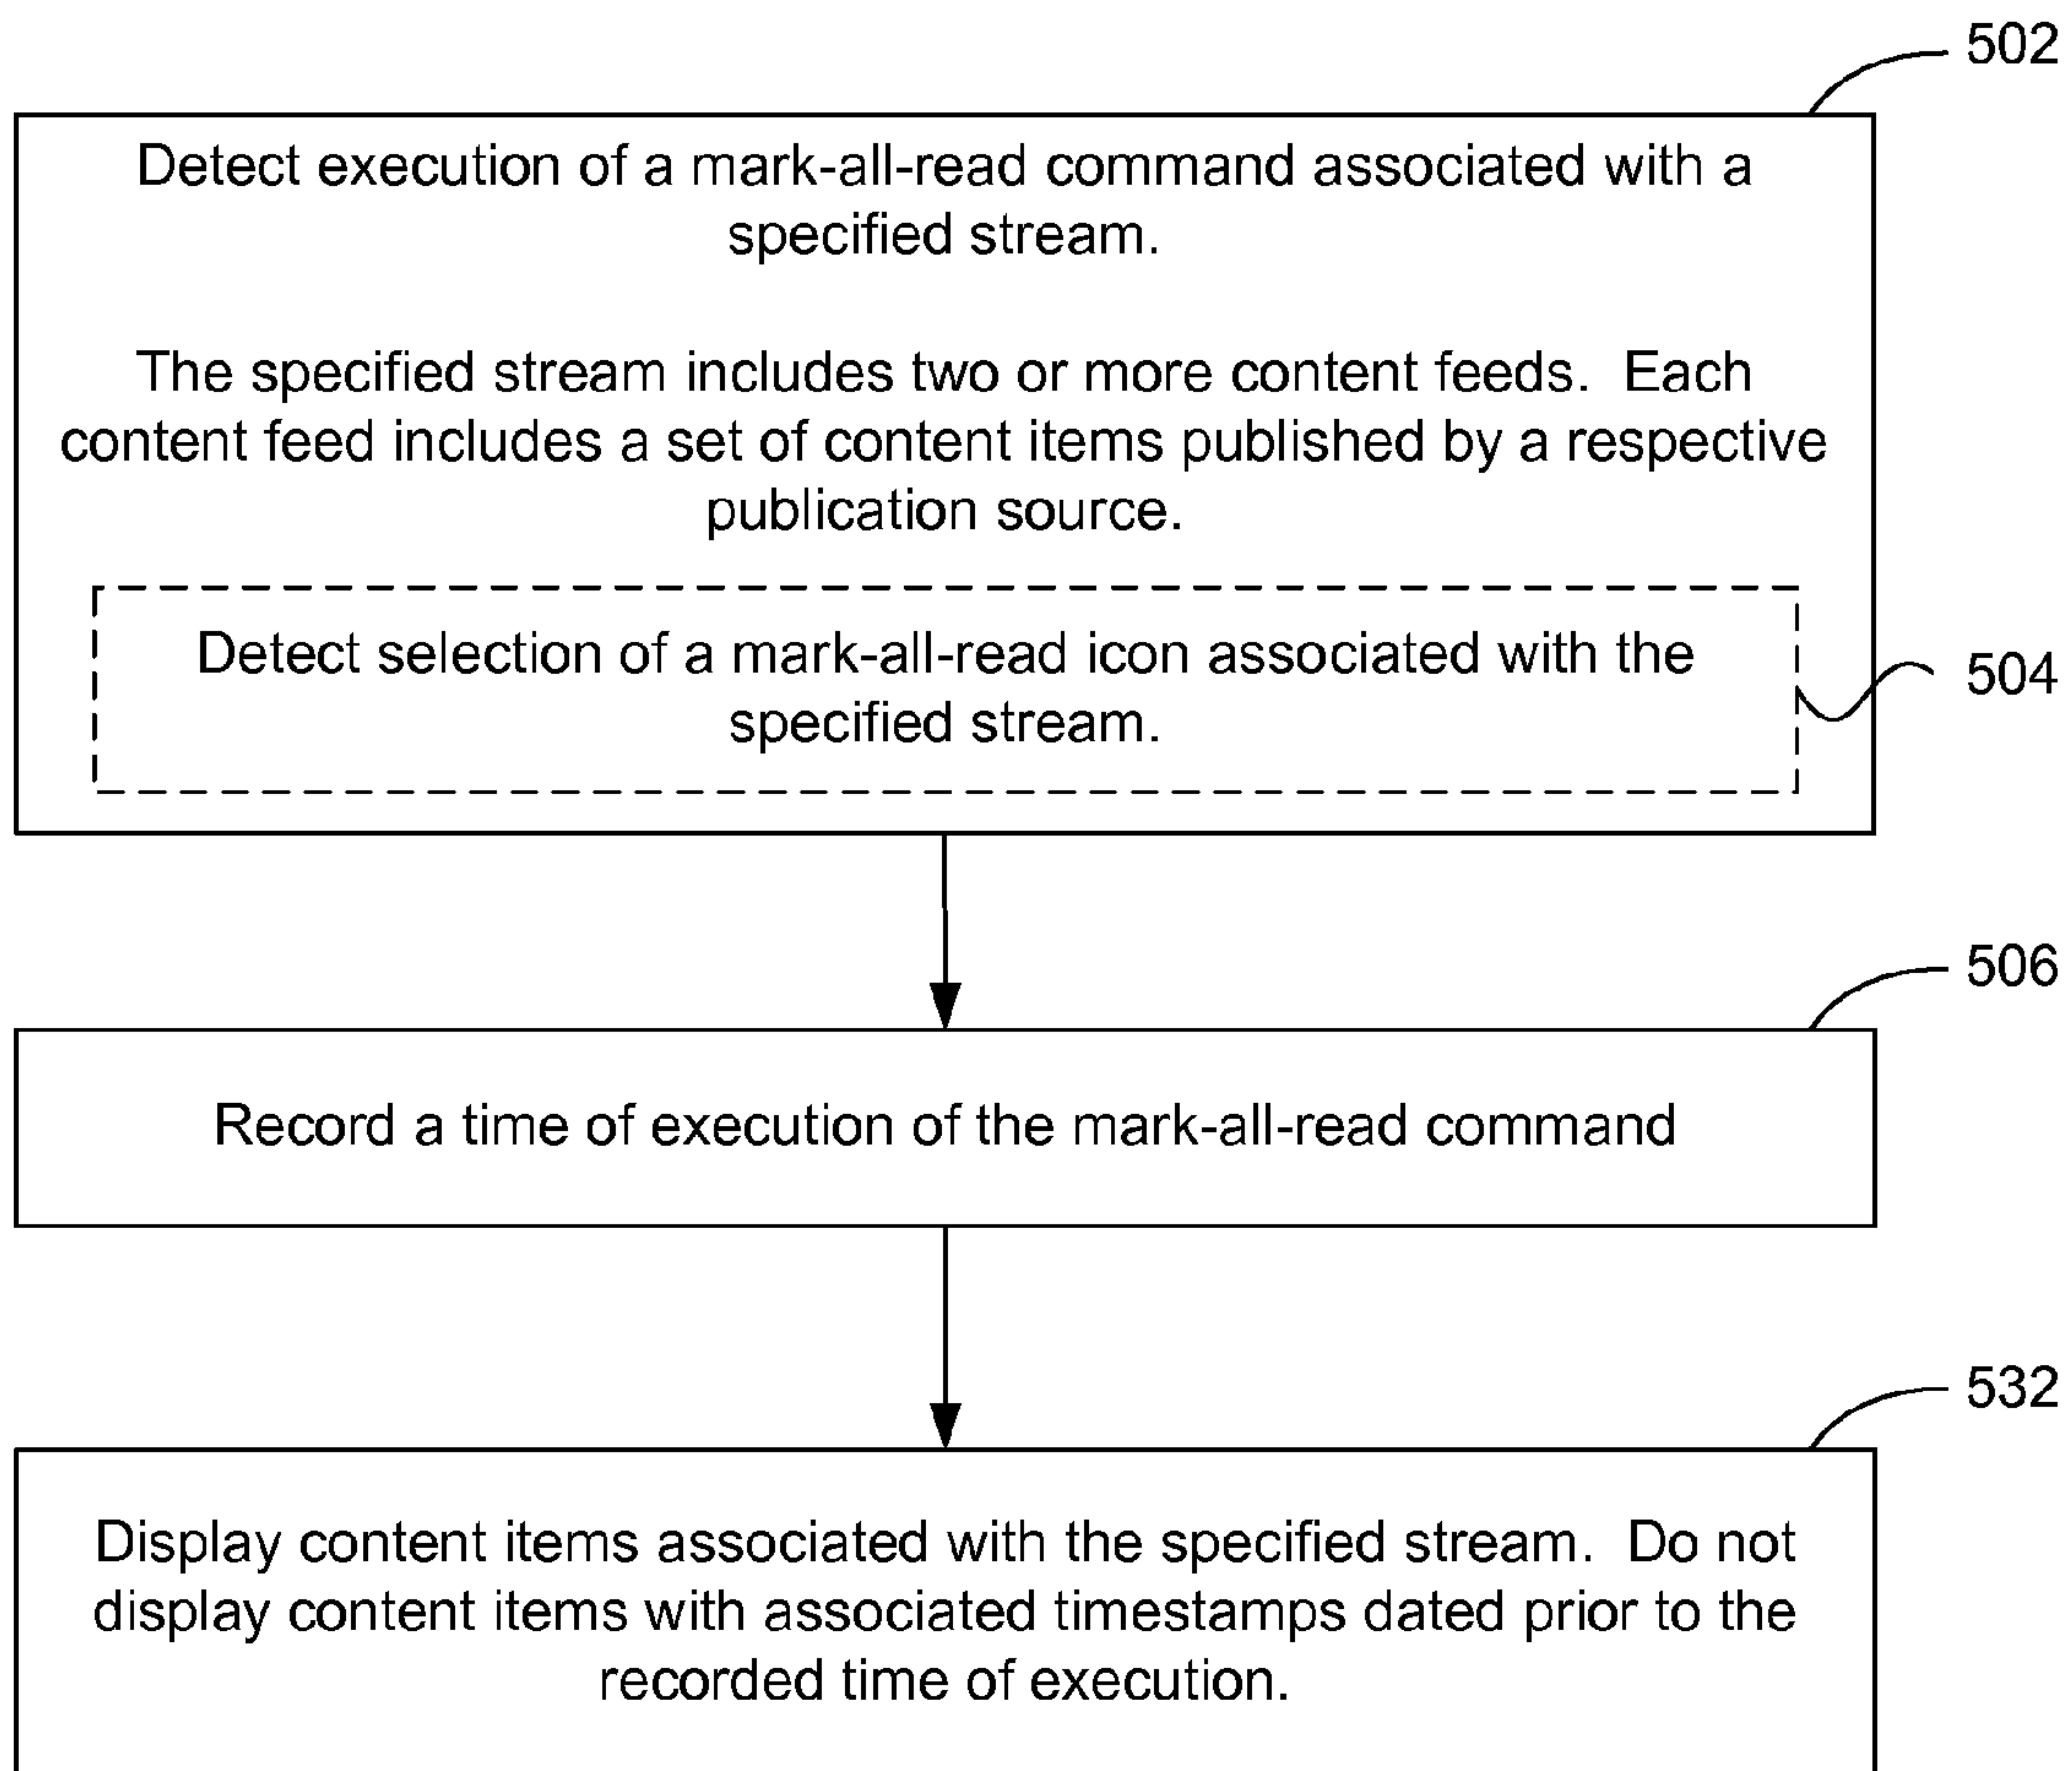 502
Detect execution of a mark-all-read command associated with a
specified stream.
The specified stream includes two or more content feeds. Each
content feed includes a set of content items published by a respective
publication source.
Detect selection of a mark-all-read icon associated with the
specified stream.
504
506
Record a time of execution of the mark-all-read command
532
Display content items associated with the specified stream. Do not
display content items with associated timestamps dated prior to the
recorded time of execution.